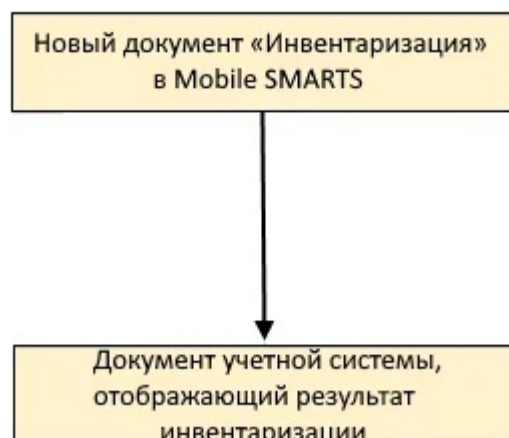 Новый документ «Инвентаризация»
в Mobile SMARTS
Документ учетной системы,
отображающий результат
инвентаризации